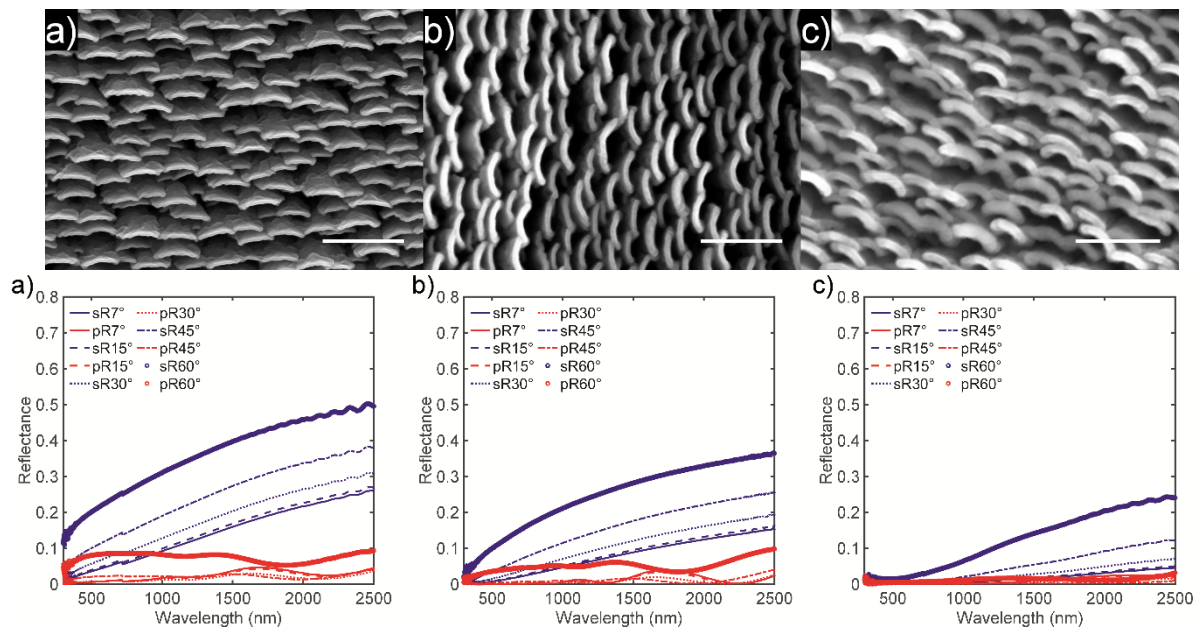 a)
b)
c)
a)
0.8
0.7
0.6
0.5
0.4
0.3
0.2
0.1
0
Reflectance
sR7° pR30°
pR7° sR45°
sR15° pR45°
pR15° sR60°
sR30° pR60°
500 1000 1500 2000 2500
Wavelength (nm)
b)
0.8
0.7
0.6
0.5
0.4
0.3
0.2
0.1
0
Reflectance
sR7° pR30°
pR7° sR45°
sR15° pR45°
pR15° sR60°
sR30° pR60°
500 1000 1500 2000 2500
Wavelength (nm)
c)
0.8
0.7
0.6
0.5
0.4
0.3
0.2
0.1
0
Reflectance
sR7° pR30°
pR7° sR45°
sR15° pR45°
pR15° sR60°
sR30° pR60°
500 1000 1500 2000 2500
Wavelength (nm)